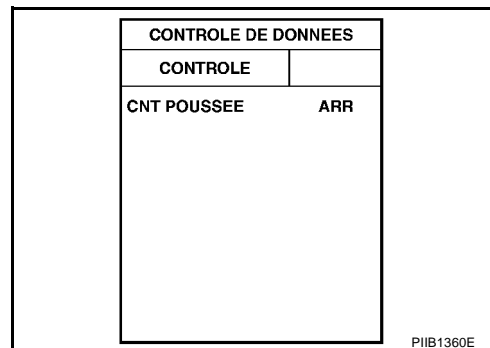 CONTROLE DE DONNEES
CONTROLE
CNT POUSSEE ARR
PIIB1360E